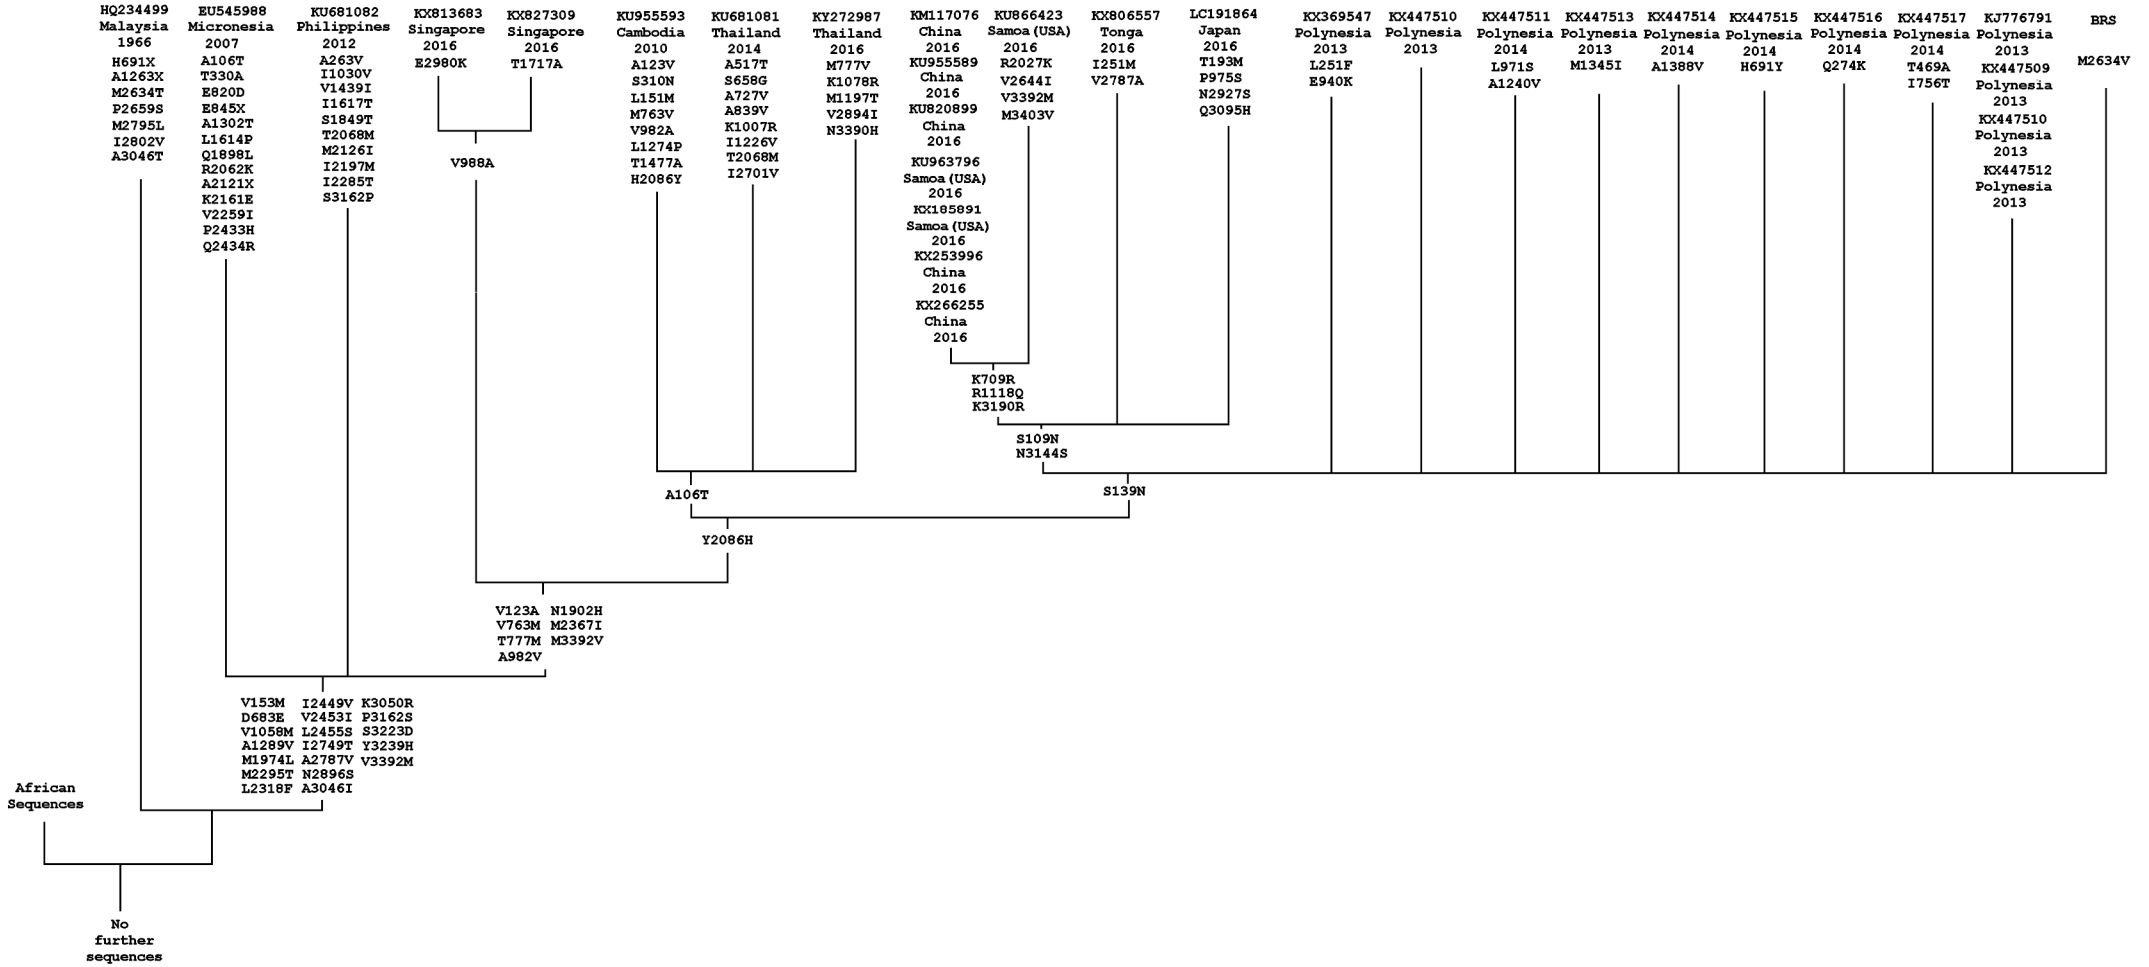 HQ234499
Malaysia
1966
H691X
A1263X
M2634T
P2659S
M2795L
I2802V
A3046T
EU545988
Micronesia
2007
A106T
T330A
E820D
E845X
A1302T
L1614P
Q1898L
R2062K
A2121X
K2161E
V2259I
P2433H
Q2434R
KU681082
Philippines
2012
A263V
I1030V
V1439I
I1617T
S1849T
T2068M
M2126I
I2197M
I2285T
S3162P
KX813683
Singapore
2016
E2980K
KX827309
Singapore
2016
T1717A
V988A
KU955593
Cambodia
2010
A123V
S310N
L151M
M763V
V982A
L1274P
T1477A
H2086Y
KU681081
Thailand
2014
A517T
S658G
A727V
A839V
K1007R
I1226V
T2068M
I2701V
KY272987
Thailand
2016
M777V
K1078R
M1197T
V2894I
N3390H
KM117076
China
2016
KU955589
China
2016
KU820899
China
2016
KU963796
Samoa(USA)
2016
KX185891
Samoa(USA)
2016
KX253996
China
2016
KX266255
China
2016
KU866423
Samoa(USA)
2016
R2027K
V2644I
V3392M
M3403V
KX806557
Tonga
2016
I251M
V2787A
LC191864
Japan
2016
T193M
P975S
N2927S
Q3095H
KX369547
Polynesia
2013
L251F
E940K
KX447510
Polynesia
2013
KX447511
Polynesia
2014
L971S
A1240V
KX447513
Polynesia
2013
M1345I
KX447514
Polynesia
2014
A1388V
KX447515
Polynesia
2014
H691Y
KX447516
Polynesia
2014
Q274K
KX447517
Polynesia
2014
T469A
I756T
KJ776791
Polynesia
2013
KX447509
Polynesia
2013
KX447510
Polynesia
2013
KX447512
Polynesia
2013
BRS
M2634V
K709R
R1118Q
K3190R
S109N
N3144S
A106T
S139N
Y2086H
V123A N1902H
V763M M2367I
T777M M3392V
A982V
V153M I2449V K3050R
D683E V2453I P3162S
V1058M L2455S S3223D
A1289V I2749T Y3239H
M1974L A2787V V3392M
M2295T N2896S
L2318F A3046I
African
Sequences
No
further
sequences